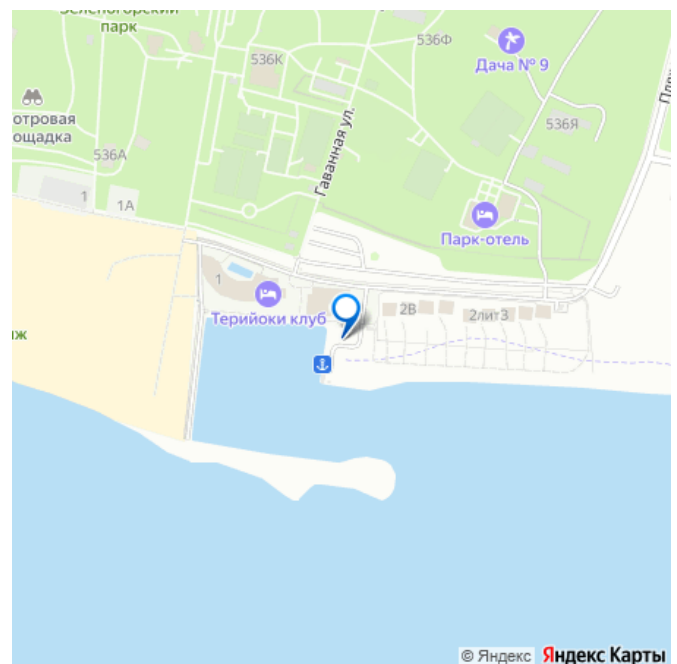 Зеленогорский
парк
536Ф
536К
Дача № 9
отровая
ощадка
536А
Гаванная ул.
536Я
1
1А
Парк-отель
1
Терийоки клуб
2В
2лит3
яж
© Яндекс Яндекс Карты